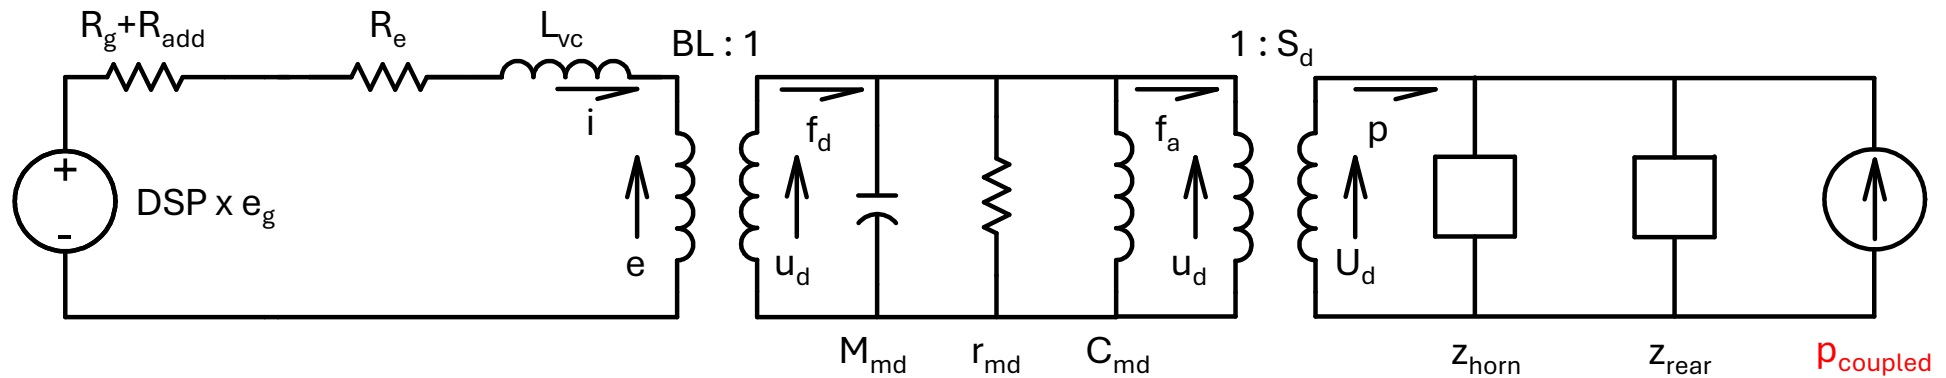 Rg+Radd
Re
Lvc
BL : 1
1 : Sd
i
fd
fa
p
+
DSP x eg
-
e
ud
ud
Ud
Mmd
rmd
Cmd
zhorn
zrear
pcoupled